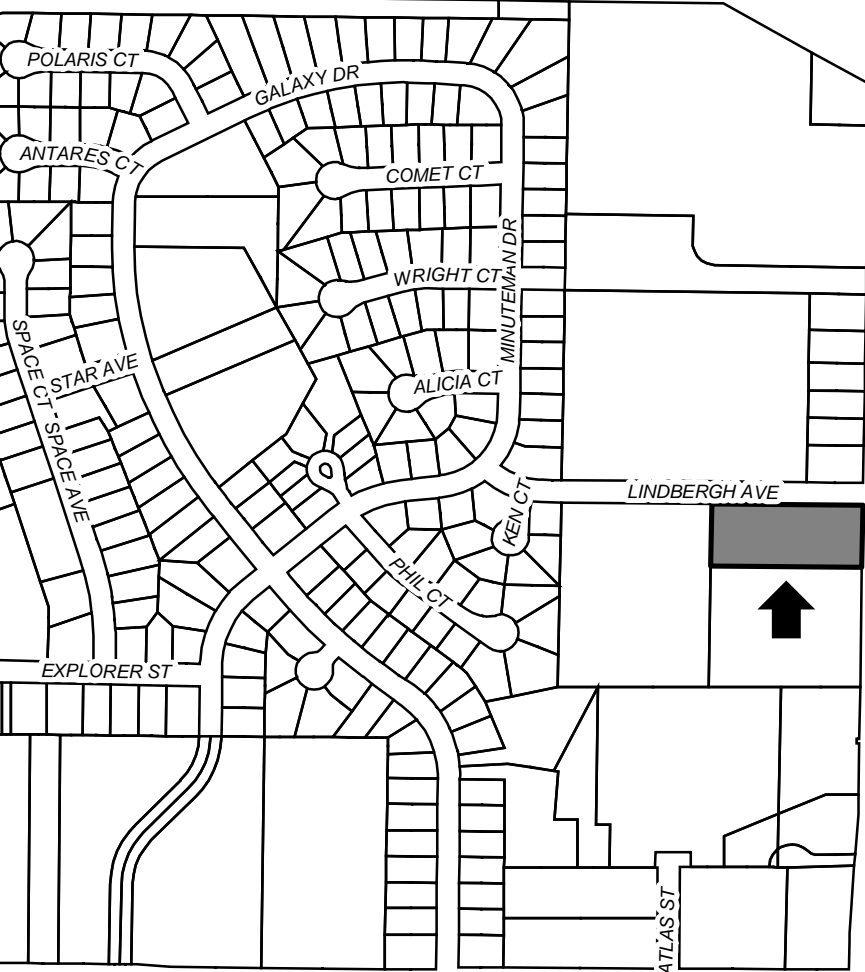 POLARIS CT
GALAXY DR
ANTARES CT
COMET CT
MINUTEMAN DR
WRIGHT CT
SPACE CT - SPACE AVE
STAR AVE
ALICIA CT
LINDBERGH AVE
KEN CT
PHIL CT
EXPLORER ST
ATLAS ST